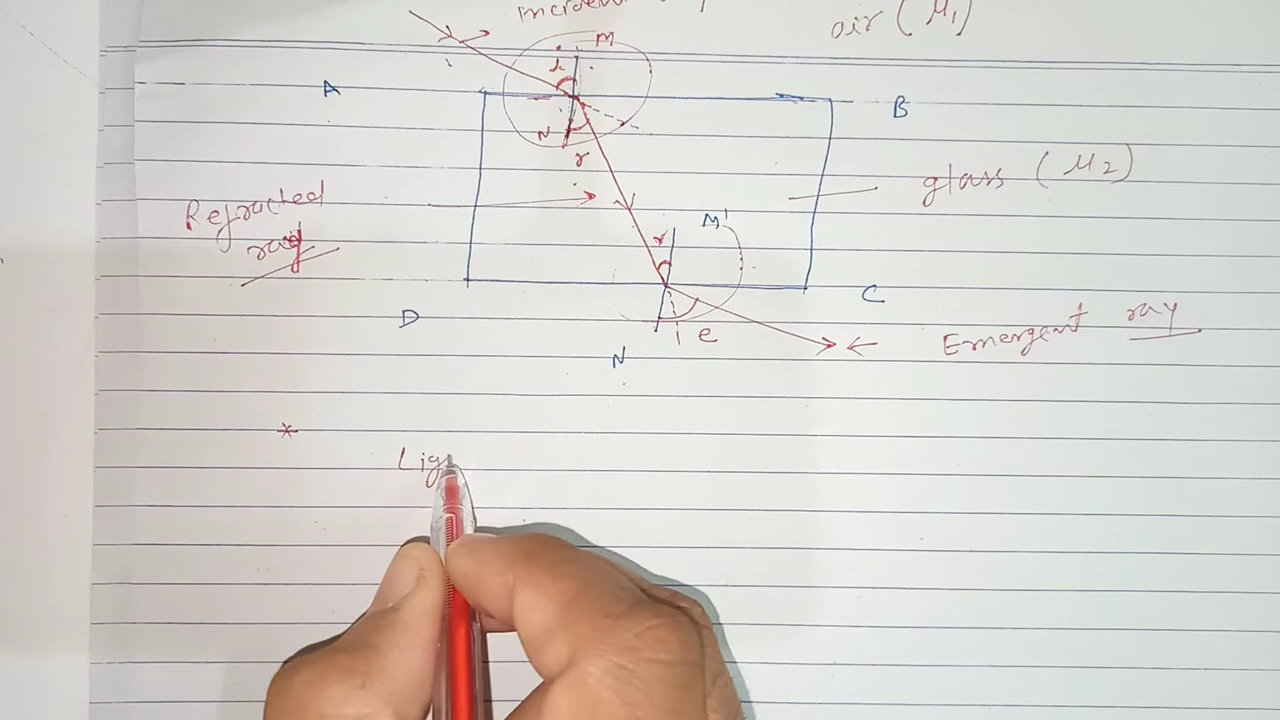 air (μ1)
M
i
A
B
N
r
glass (μ2)
Refracted
ray
M'
r
C
D
e
Emergent ray
N
*
Lig